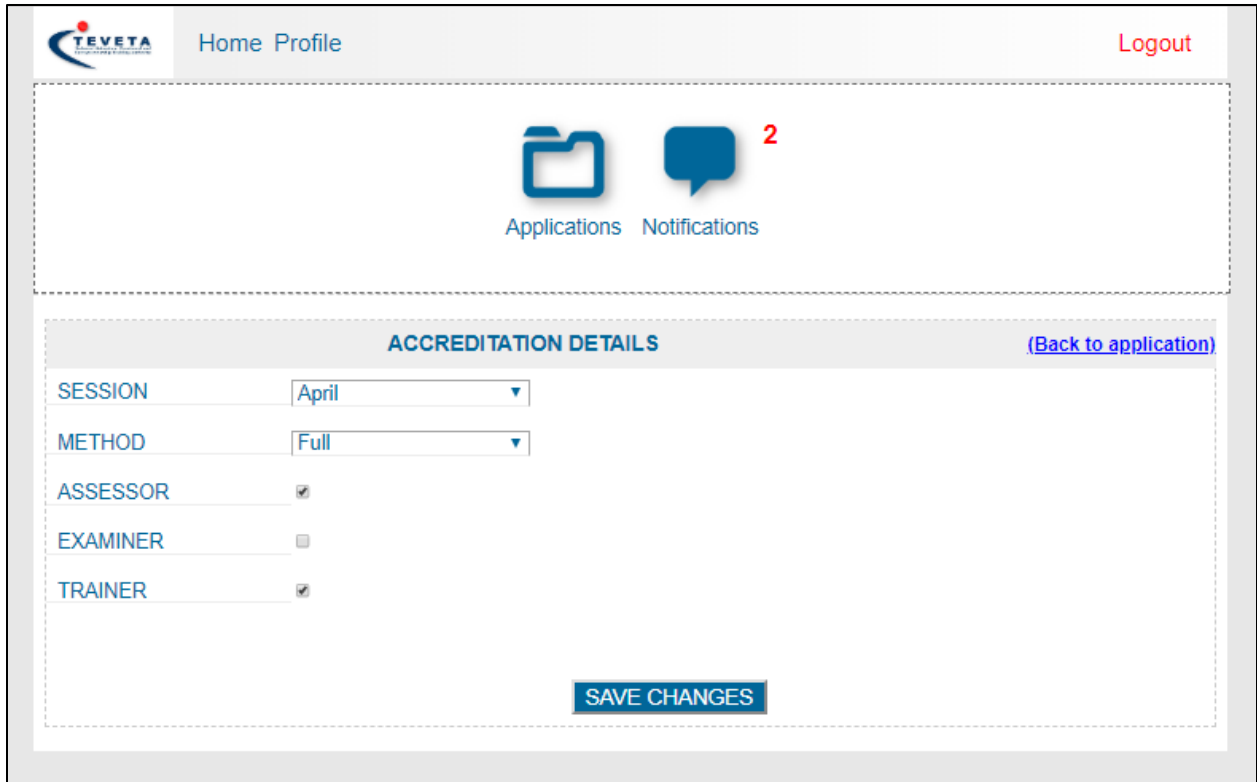 TEVETA
Home Profile
Logout
2
Applications Notifications
ACCREDITATION DETAILS
(Back to application)
SESSION April
METHOD Full
ASSESSOR
EXAMINER
TRAINER
SAVE CHANGES